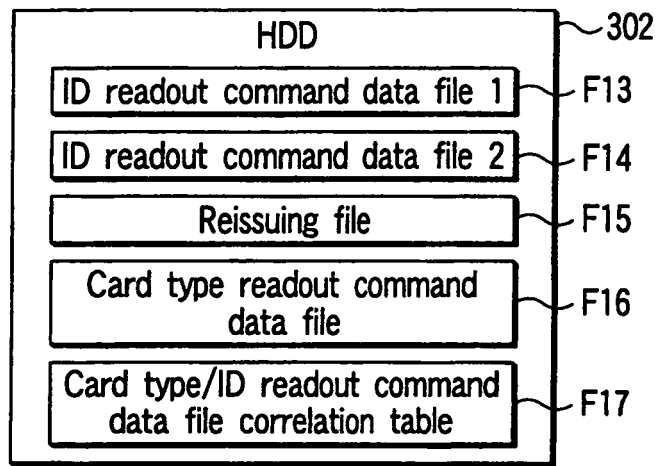 HDD
302
ID readout command data file 1
F13
ID readout command data file 2
F14
Reissuing file
F15
Card type readout command
data file
F16
Card type/ID readout command
data file correlation table
F17